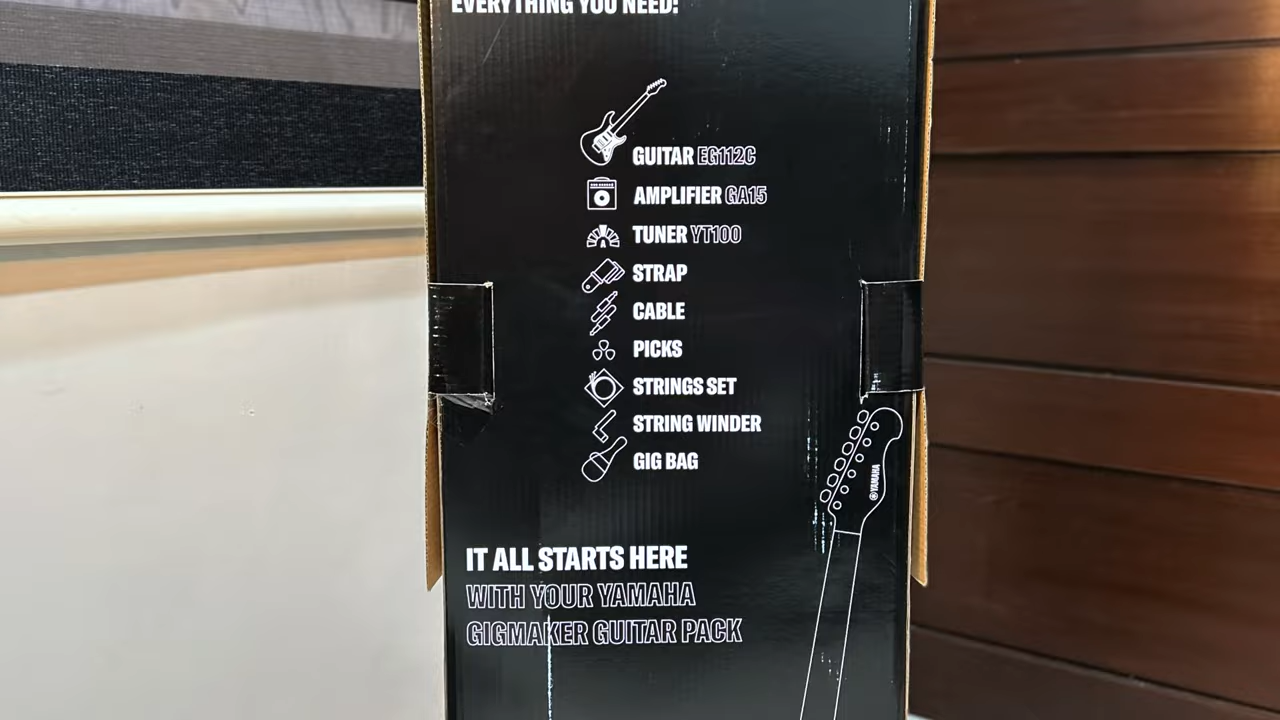 EVERYTHING YOU NEED:
GUITAR EG112C
AMPLIFIER GA15
TUNER YT100
STRAP
CABLE
PICKS
STRINGS SET
STRING WINDER
GIG BAG
YAMAHA
IT ALL STARTS HERE
WITH YOUR YAMAHA
GIGMAKER GUITAR PACK